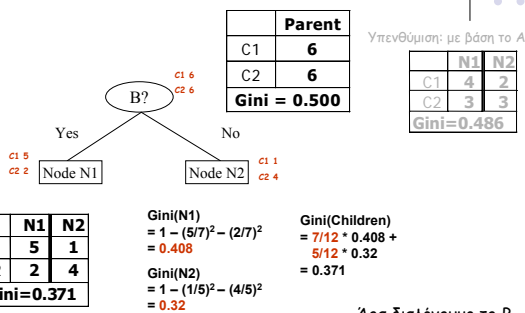 Parent
C1 6
C2 6
Gini = 0.500
Υπενθύμιση: με βάση το Α
N1 N2
C1 4 2
C2 3 3
Gini=0.486
C1 6
C2 6
B?
Yes
No
C1 5
C2 2
Node N1
Node N2
C1 1
C2 4
N1 N2
5 1
2 4
ini=0.371
Gini(N1)
= 1 – (5/7)² – (2/7)²
= 0.408
Gini(N2)
= 1 – (1/5)² – (4/5)²
= 0.32
Gini(Children)
= 7/12 * 0.408 +
5/12 * 0.32
= 0.371